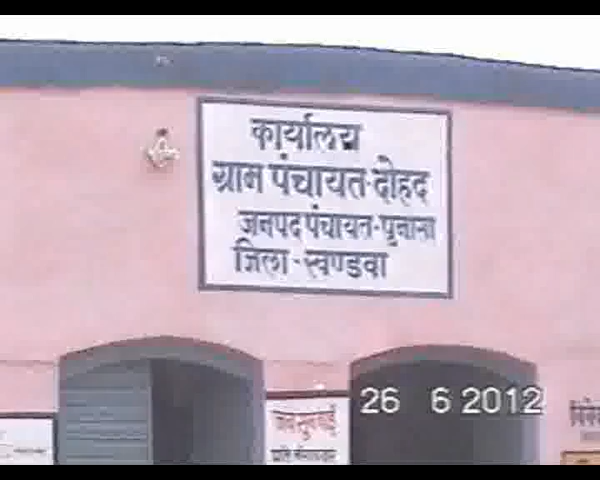 कार्यालय
ग्राम पंचायत-दोहद
जनपद पंचायत-पुनासा
जिला-खण्डवा
26 6 2012